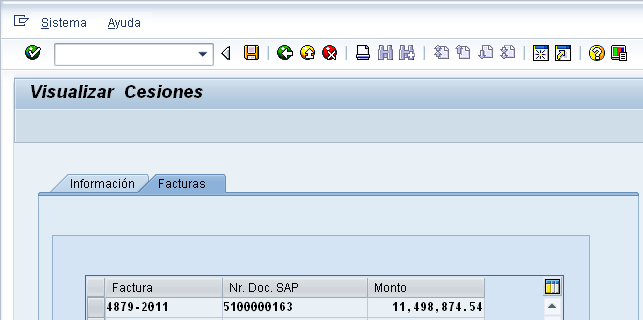 Sistema Ayuda
Visualizar Cesiones
Información Facturas
Factura Nr. Doc. SAP Monto
4879-2011 5100000163 11,498,874.54